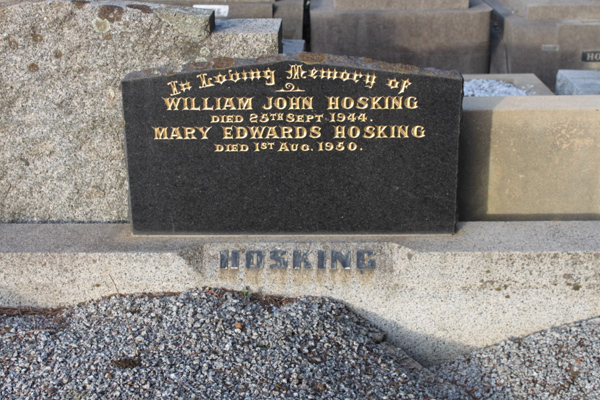 In Loving Memory of
WILLIAM JOHN HOSKING
DIED 25TH SEPT 1944.
MARY EDWARDS HOSKING
DIED 1ST AUG. 1950.
HOSKING